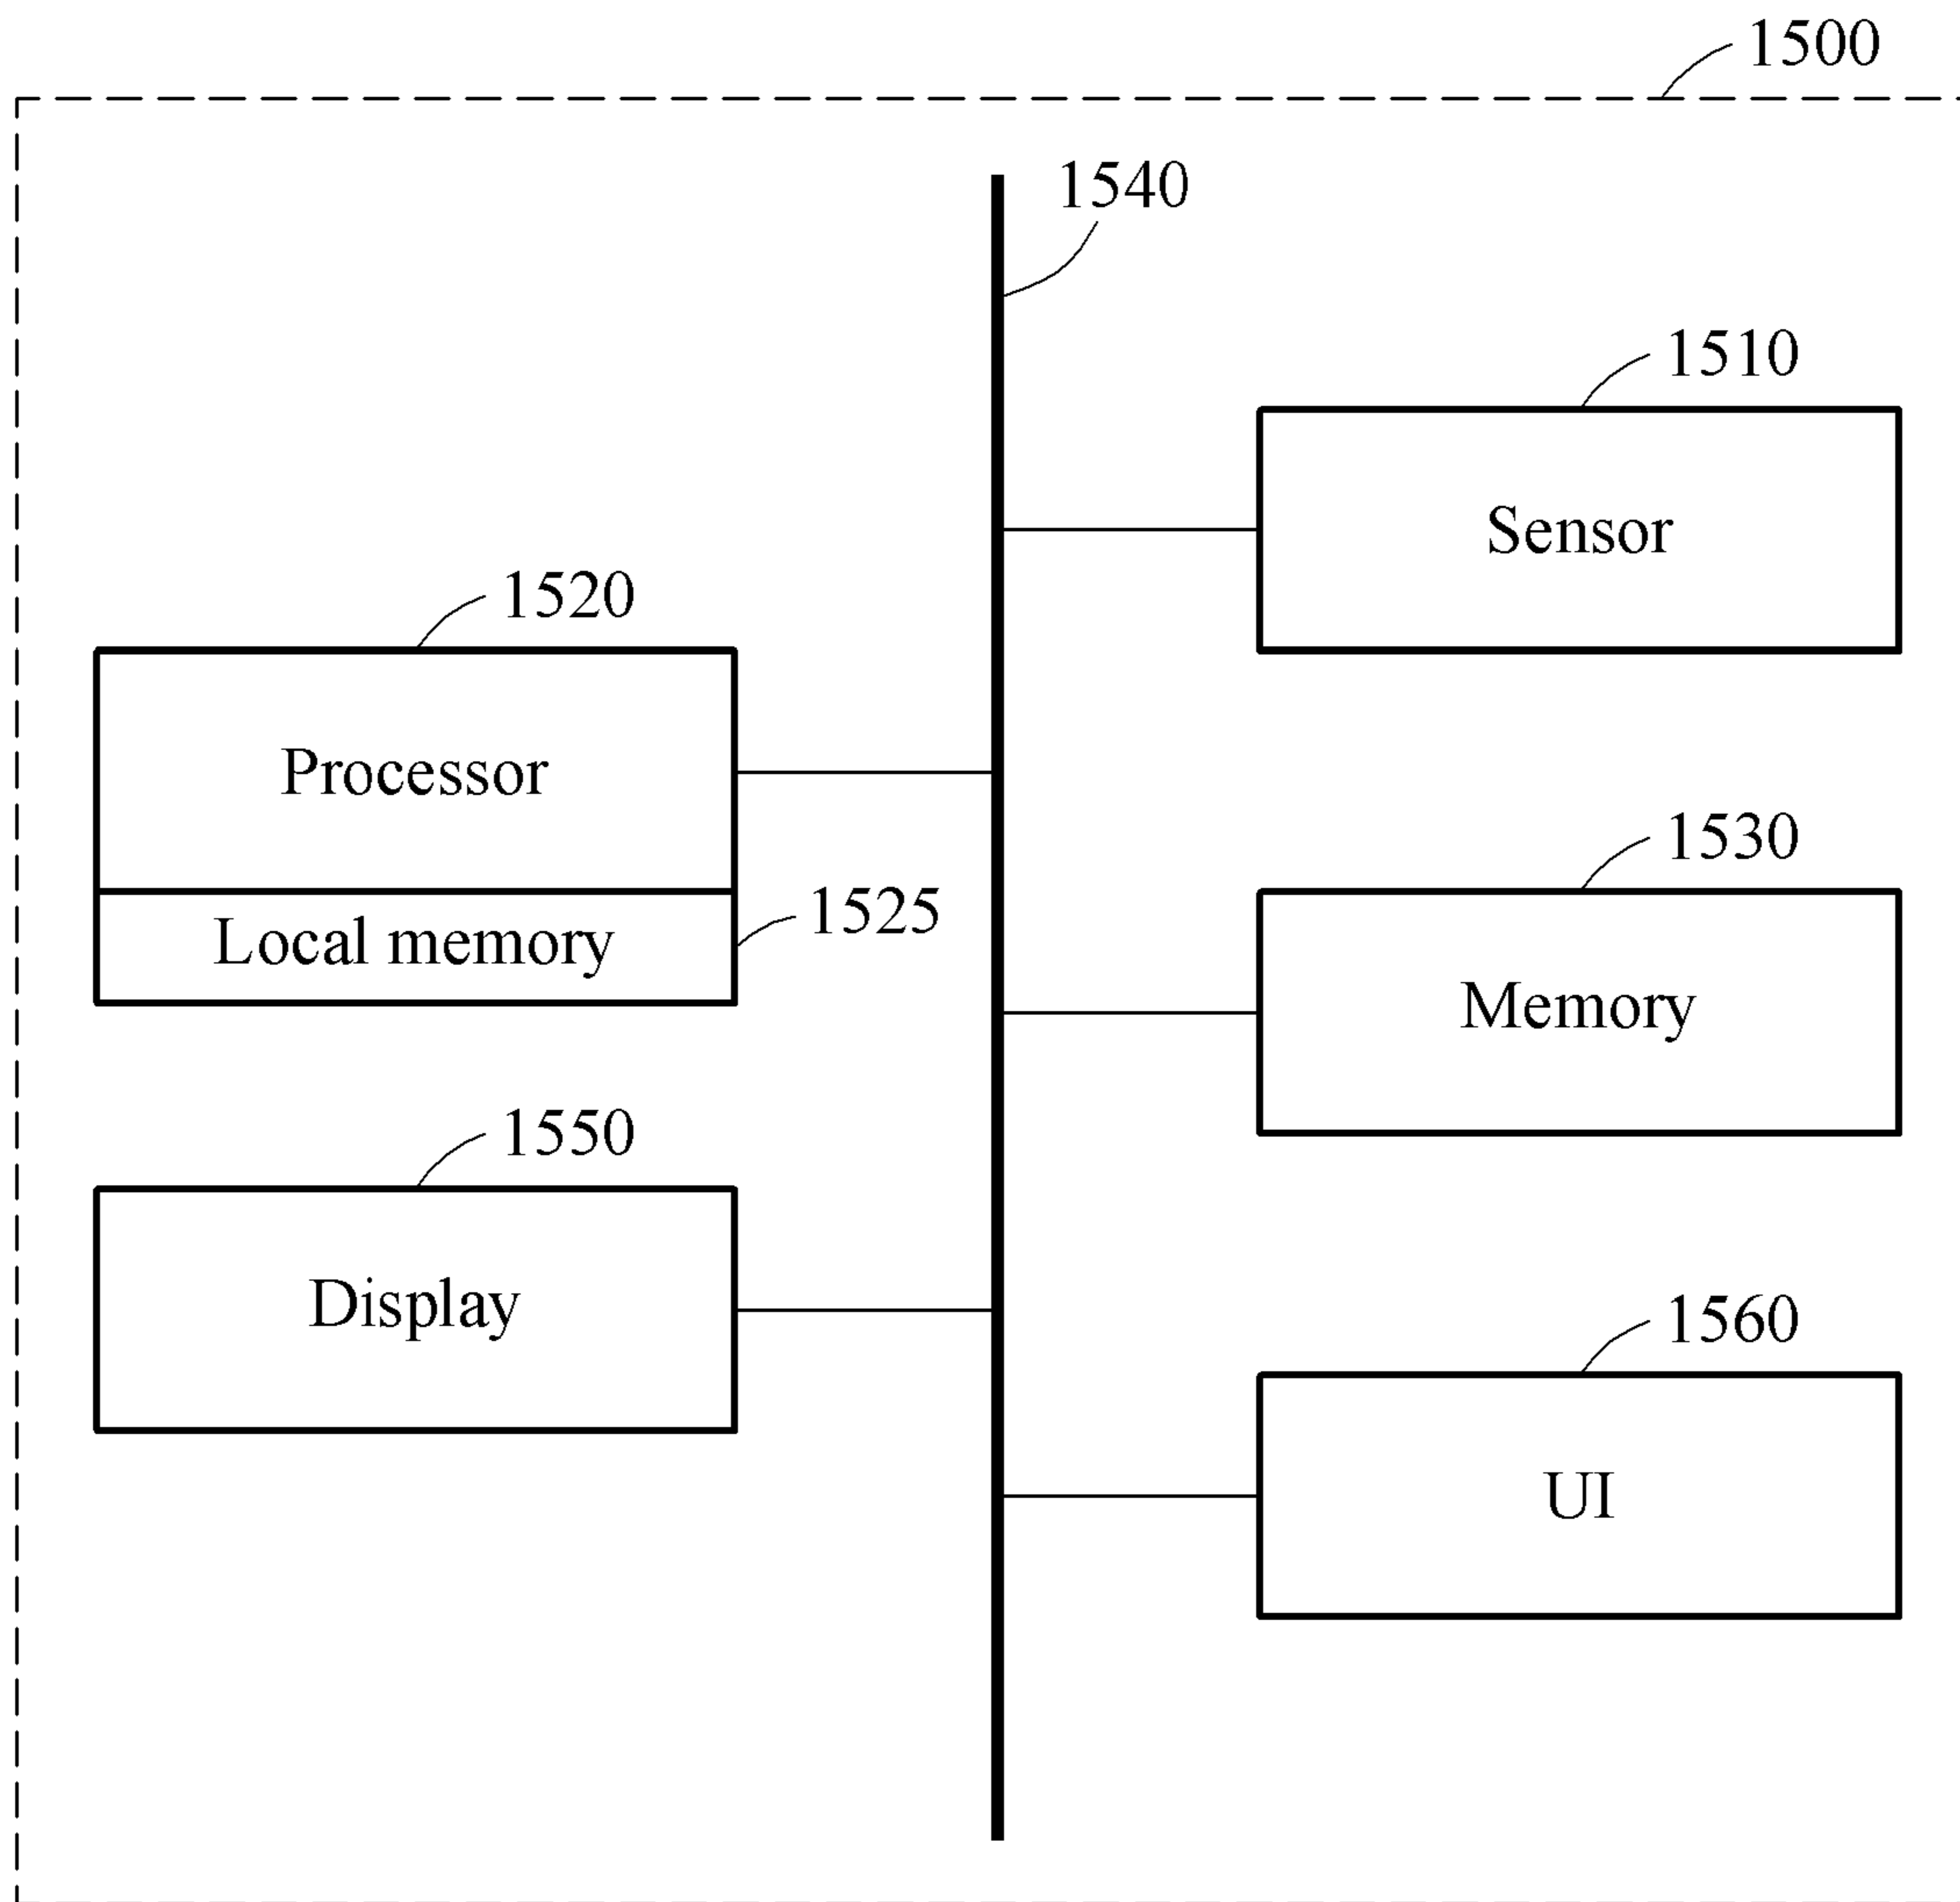 1500
1540
1510
Sensor
1520
Processor
1530
1525
Local memory
Memory
1550
Display
1560
UI